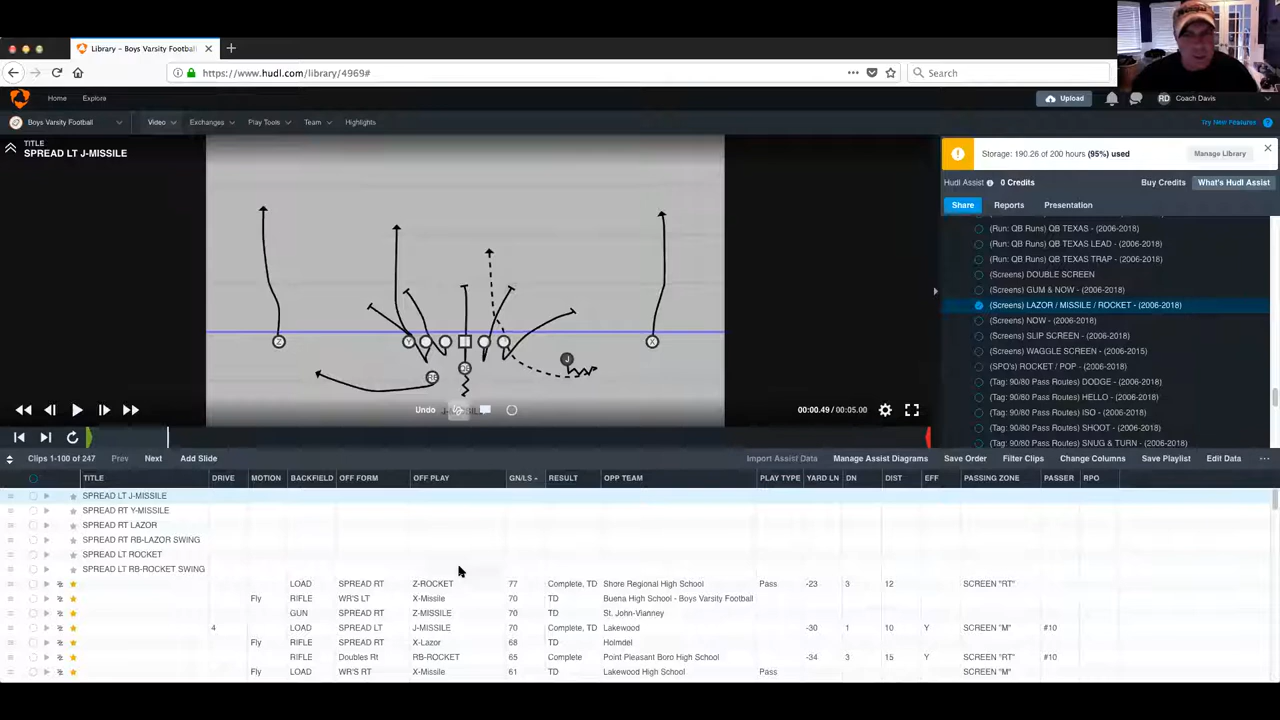 Library – Boys Varsity Football
https://www.hudl.com/library/4969#
Search
Home Explore Upload RD Coach Davis
Boys Varsity Football Video Exchanges Play Tools Team Highlights Try New Features
TITLE
SPREAD LT J-MISSILE
Storage: 190.26 of 200 hours (95%) used Manage Library
Hudl Assist 0 Credits Buy Credits What's Hudl Assist
Share Reports Presentation
(Run: QB Runs) QB TEXAS - (2006-2018)
(Run: QB Runs) QB TEXAS LEAD - (2006-2018)
(Run: QB Runs) QB TEXAS TRAP - (2006-2018)
(Screens) DOUBLE SCREEN
(Screens) GUM & NOW - (2006-2018)
(Screens) LAZOR / MISSILE / ROCKET - (2006-2018)
(Screens) NOW - (2006-2018)
(Screens) SLIP SCREEN - (2006-2018)
(Screens) WAGGLE SCREEN - (2006-2015)
(SPO's) ROCKET / POP - (2006-2018)
(Tag: 90/80 Pass Routes) DODGE - (2006-2018)
(Tag: 90/80 Pass Routes) HELLO - (2006-2018)
(Tag: 90/80 Pass Routes) ISO - (2006-2018)
(Tag: 90/80 Pass Routes) SHOOT - (2006-2018)
(Tag: 90/80 Pass Routes) SNUG & TURN - (2006-2018)
Z Y X
J
Undo 00:00.49 / 00:05.00
Clips 1-100 of 247 Prev Next Add Slide Import Assist Data Manage Assist Diagrams Save Order Filter Clips Change Columns Save Playlist Edit Data
TITLE DRIVE MOTION BACKFIELD OFF FORM OFF PLAY GN/LS RESULT OPP TEAM PLAY TYPE YARD LN DN DIST EFF PASSING ZONE PASSER RPO
SPREAD LT J-MISSILE
SPREAD RT Y-MISSILE
SPREAD RT LAZOR
SPREAD RT RB-LAZOR SWING
SPREAD LT ROCKET
SPREAD LT RB-ROCKET SWING
LOAD SPREAD RT Z-ROCKET 77 Complete, TD Shore Regional High School Pass -23 3 12 SCREEN "RT"
Fly RIFLE WR'S LT X-Missile 70 TD Buena High School - Boys Varsity Football
GUN SPREAD RT Z-MISSILE 70 TD St. John-Vianney
4 LOAD SPREAD LT J-MISSILE 70 Complete, TD Lakewood -30 1 10 Y SCREEN "M" #10
Fly RIFLE SPREAD RT X-Lazor 68 TD Holmdel
RIFLE Doubles Rt RB-ROCKET 65 Complete Point Pleasant Boro High School -34 3 15 Y SCREEN "RT" #10
Fly LOAD WR'S RT X-Missile 61 TD Lakewood High School Pass SCREEN "M"